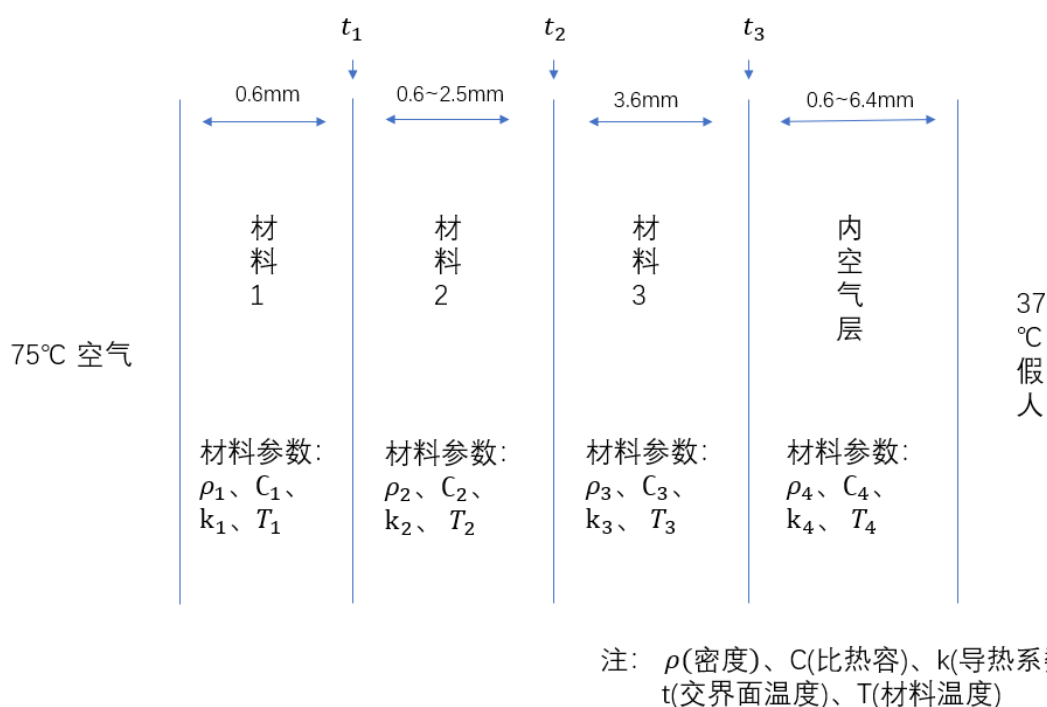 t₁ t₂ t₃
0.6mm 0.6~2.5mm 3.6mm 0.6~6.4mm
材料1
材料2
材料3
内空气层
75℃ 空气
37℃假人
材料参数：
ρ₁、C₁、
k₁、T₁
材料参数：
ρ₂、C₂、
k₂、 T₂
材料参数：
ρ₃、C₃、
k₃、 T₃
材料参数：
ρ₄、C₄、
k₄、 T₄
注： ρ(密度)、C(比热容)、k(导热系
t(交界面温度)、T(材料温度)